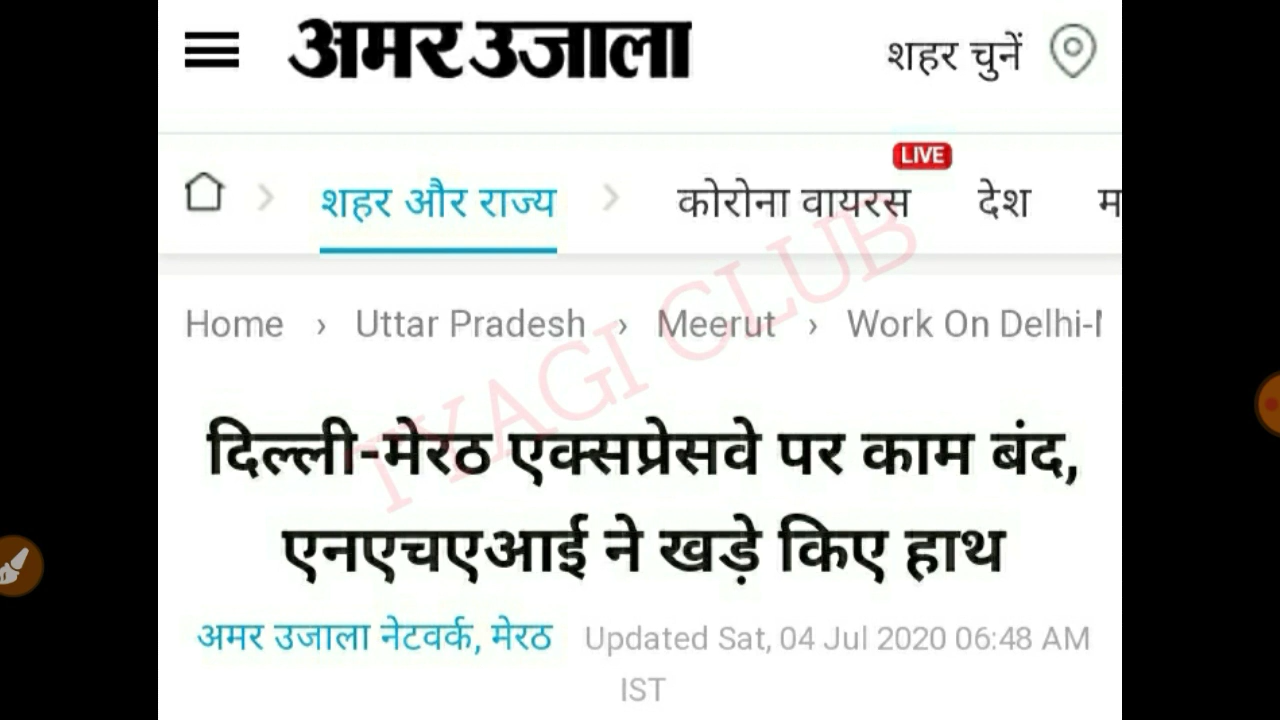 अमर उजाला
शहर चुनें
LIVE
शहर और राज्य
कोरोना वायरस
देश
Home › Uttar Pradesh › Meerut › Work On Delhi-
TYAGI CLUB
दिल्ली-मेरठ एक्सप्रेसवे पर काम बंद,
एनएचएआई ने खड़े किए हाथ
अमर उजाला नेटवर्क, मेरठ Updated Sat, 04 Jul 2020 06:48 AM
IST